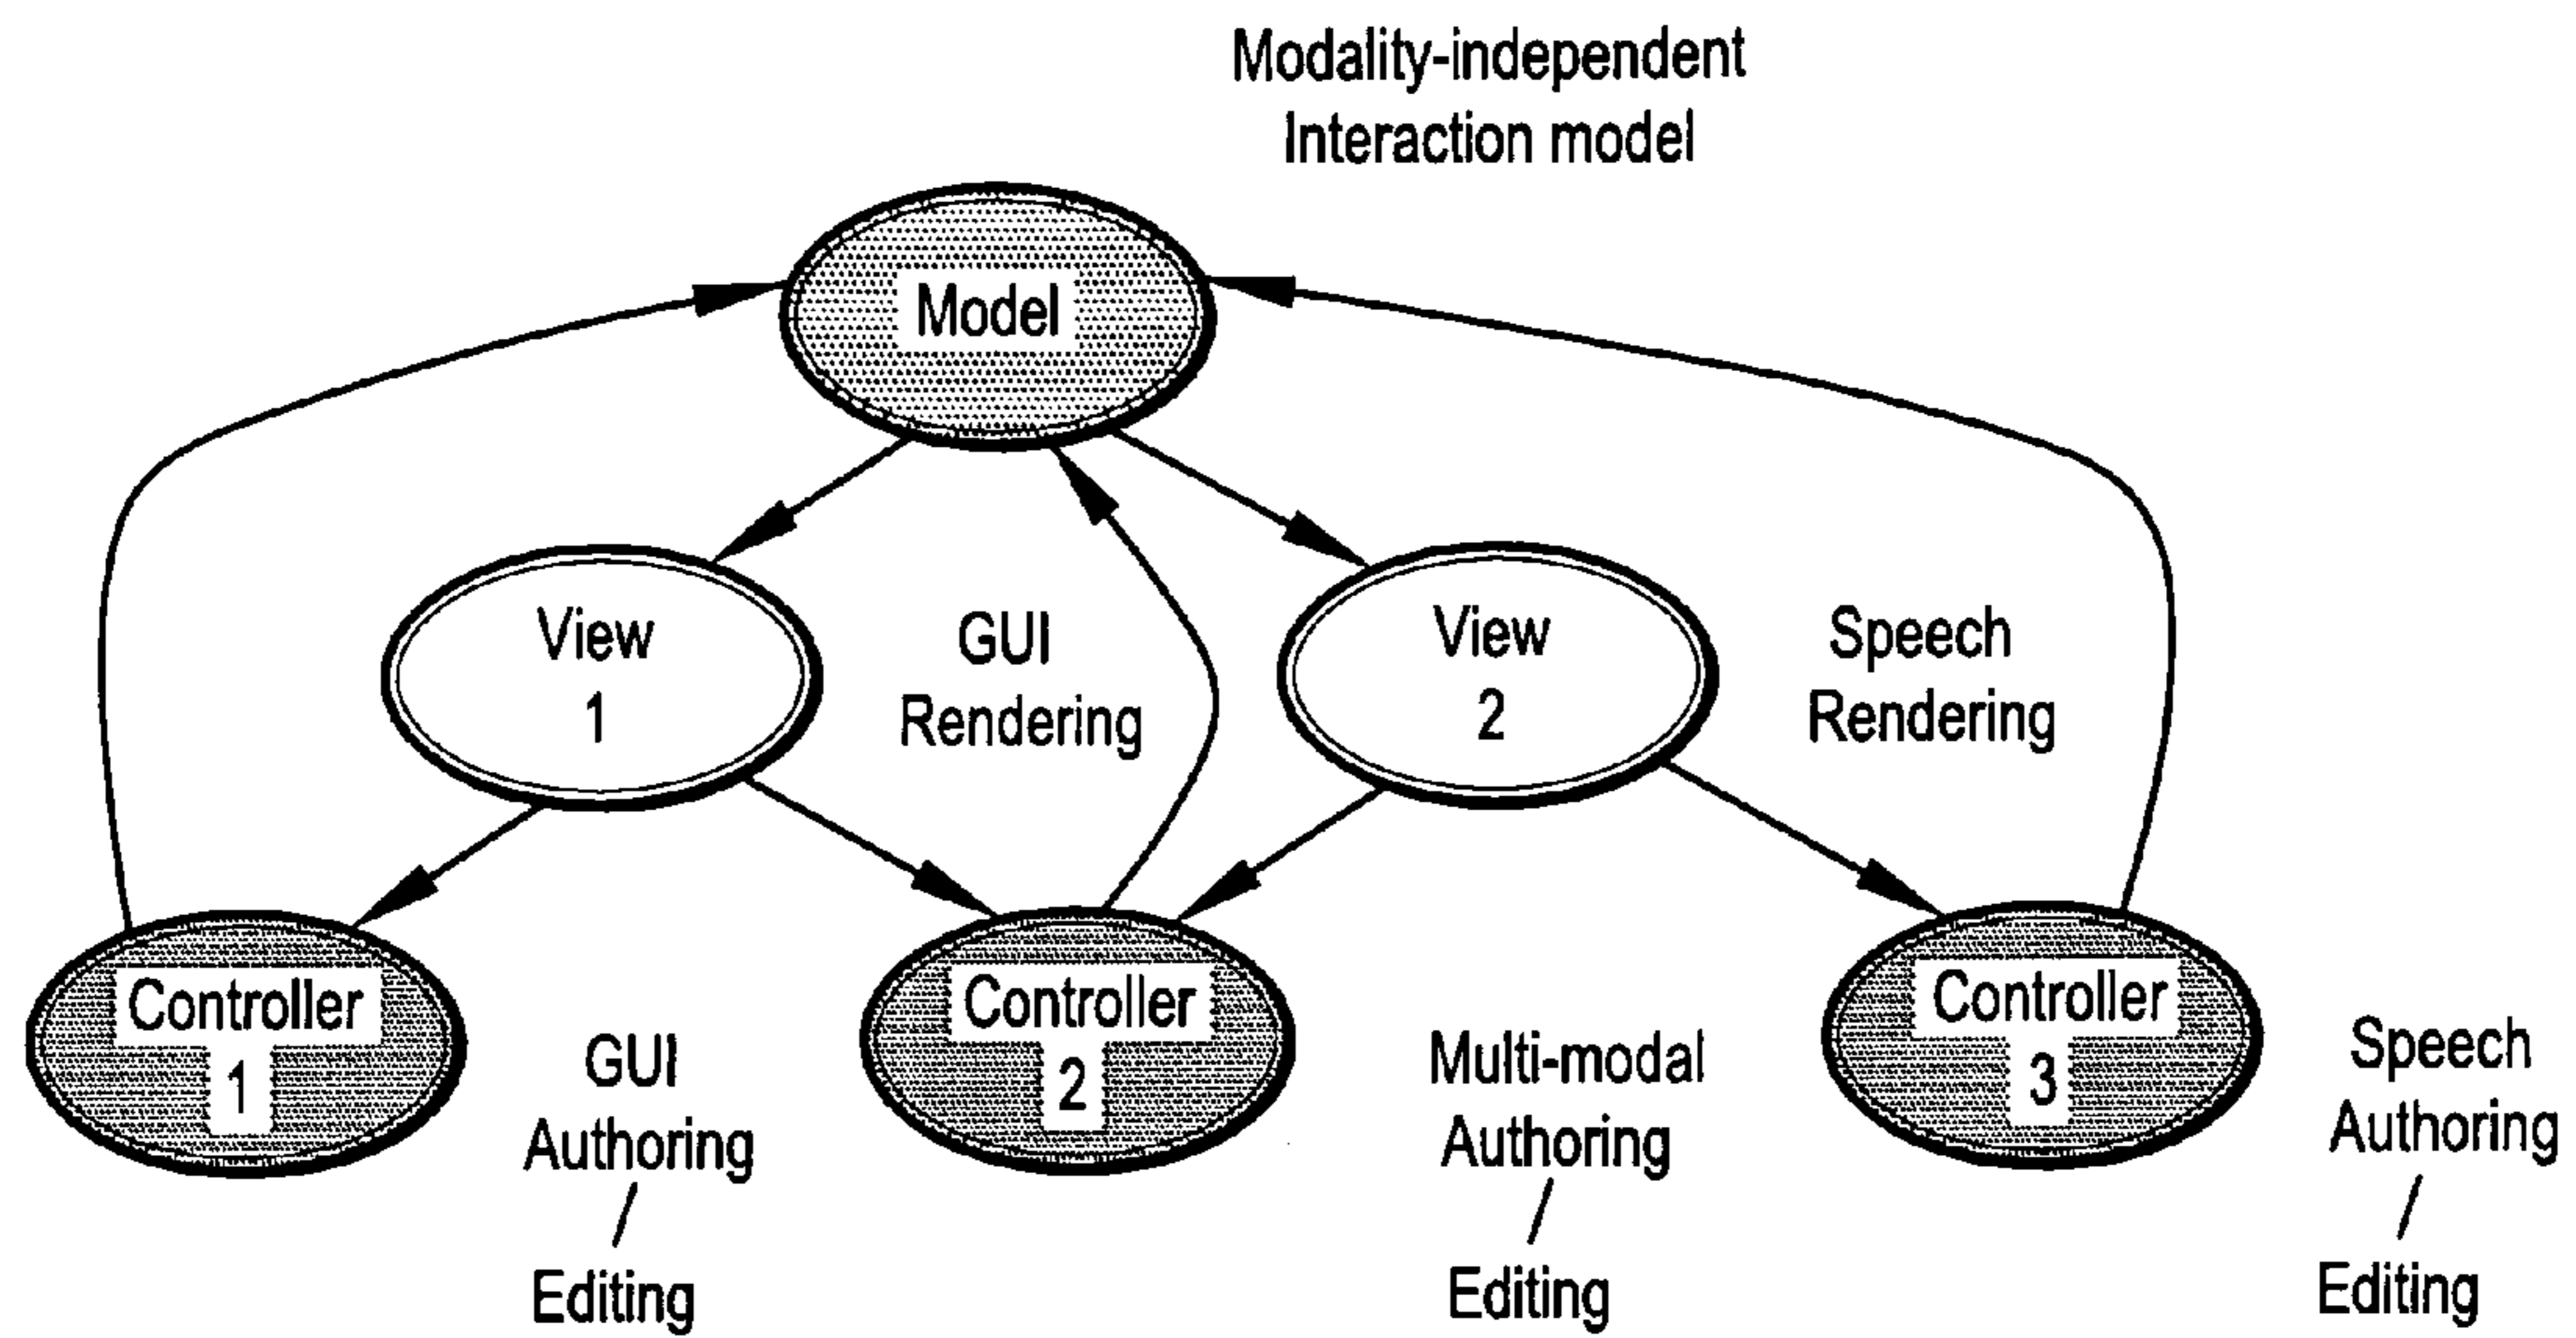 Modality-independent
Interaction model
Model
View
1
GUI
Rendering
View
2
Speech
Rendering
Controller
1
GUI
Authoring
/
Editing
Controller
2
Multi-modal
Authoring
/
Editing
Controller
3
Speech
Authoring
/
Editing